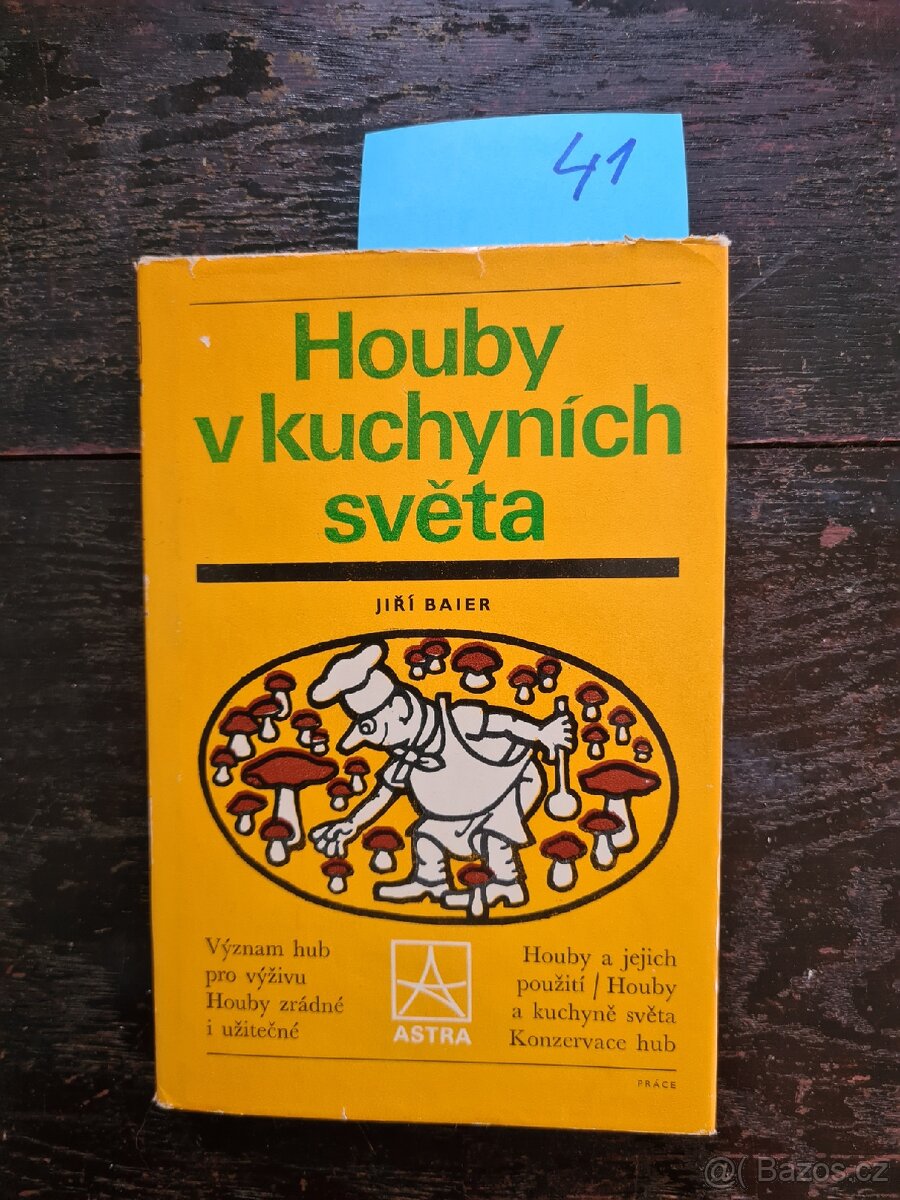 41
Houby
v kuchyních
světa
JIŘÍ BAIER
Význam hub
pro výživu
Houby zrádné
i užitečné
ASTRA
Houby a jejich
použití / Houby
a kuchyně světa
Konzervace hub
PRÁCE
@( Bazos.cz